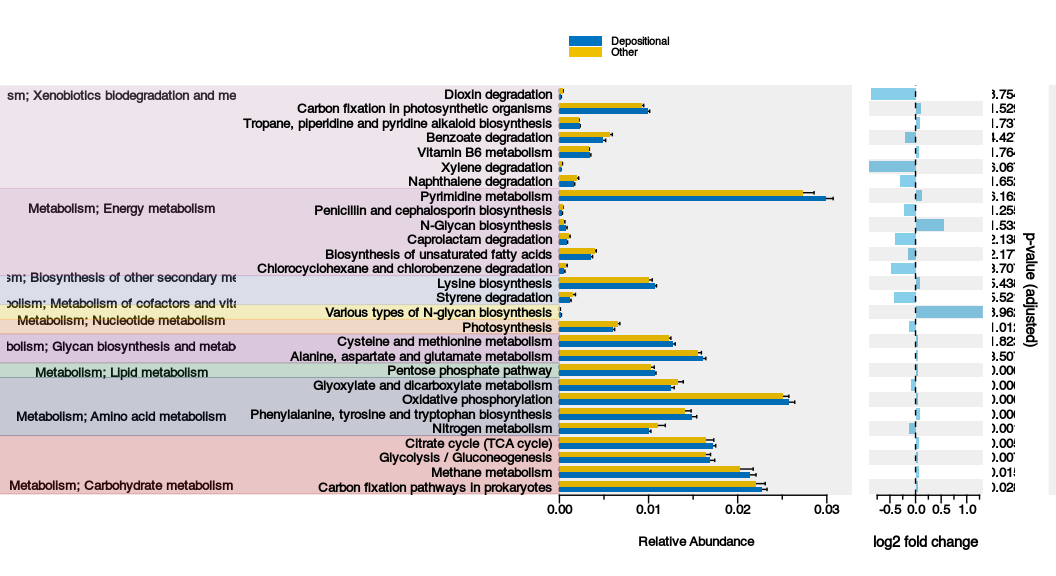 Depositional
Other
sm; Xenobiotics biodegradation and me
Metabolism; Energy metabolism
sm; Biosynthesis of other secondary me
bolism; Metabolism of cofactors and vita
Metabolism; Nucleotide metabolism
bolism; Glycan biosynthesis and metab
Metabolism; Lipid metabolism
Metabolism; Amino acid metabolism
Metabolism; Carbohydrate metabolism
Dioxin degradation
Carbon fixation in photosynthetic organisms
Tropane, piperidine and pyridine alkaloid biosynthesis
Benzoate degradation
Vitamin B6 metabolism
Xylene degradation
Naphthalene degradation
Pyrimidine metabolism
Penicillin and cephalosporin biosynthesis
N-Glycan biosynthesis
Caprolactam degradation
Biosynthesis of unsaturated fatty acids
Chlorocyclohexane and chlorobenzene degradation
Lysine biosynthesis
Styrene degradation
Various types of N-glycan biosynthesis
Photosynthesis
Cysteine and methionine metabolism
Alanine, aspartate and glutamate metabolism
Pentose phosphate pathway
Glyoxylate and dicarboxylate metabolism
Oxidative phosphorylation
Phenylalanine, tyrosine and tryptophan biosynthesis
Nitrogen metabolism
Citrate cycle (TCA cycle)
Glycolysis / Gluconeogenesis
Methane metabolism
Carbon fixation pathways in prokaryotes
0.00 0.01 0.02 0.03
Relative Abundance
-0.5 0.0 0.5 1.0
log2 fold change
p-value (adjusted)